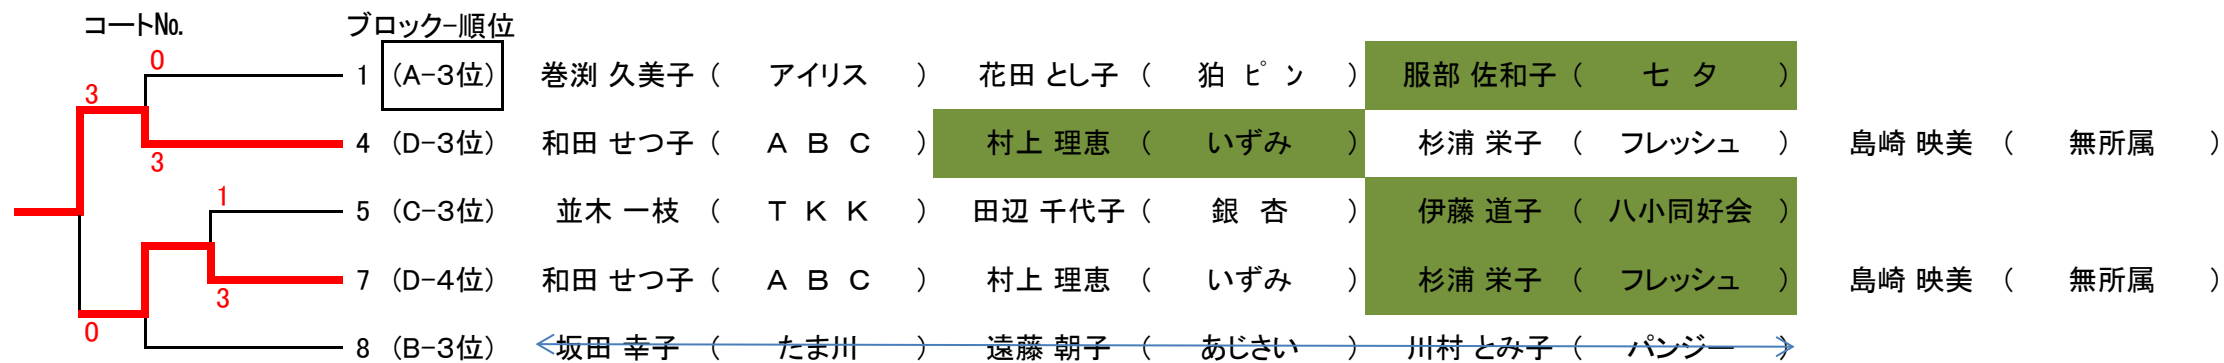 コートNo. ブロック-順位
0
1 (A-3位) 巻渕 久美子 ( アイリス ) 花田 とし子 ( 狛 ピ ン ) 服部 佐和子 ( 七 夕 )
3
4 (D-3位) 和田 せつ子 ( A B C ) 村上 理恵 ( いずみ ) 杉浦 栄子 ( フレッシュ ) 島崎 映美 ( 無所属 )
3
1
5 (C-3位) 並木 一枝 ( T K K ) 田辺 千代子 ( 銀 杏 ) 伊藤 道子 ( 八小同好会 )
7 (D-4位) 和田 せつ子 ( A B C ) 村上 理恵 ( いずみ ) 杉浦 栄子 ( フレッシュ ) 島崎 映美 ( 無所属 )
3
0
8 (B-3位) 坂田 幸子 ( たま川 ) 遠藤 朝子 ( あじさい ) 川村 とみ子 ( パンジー )